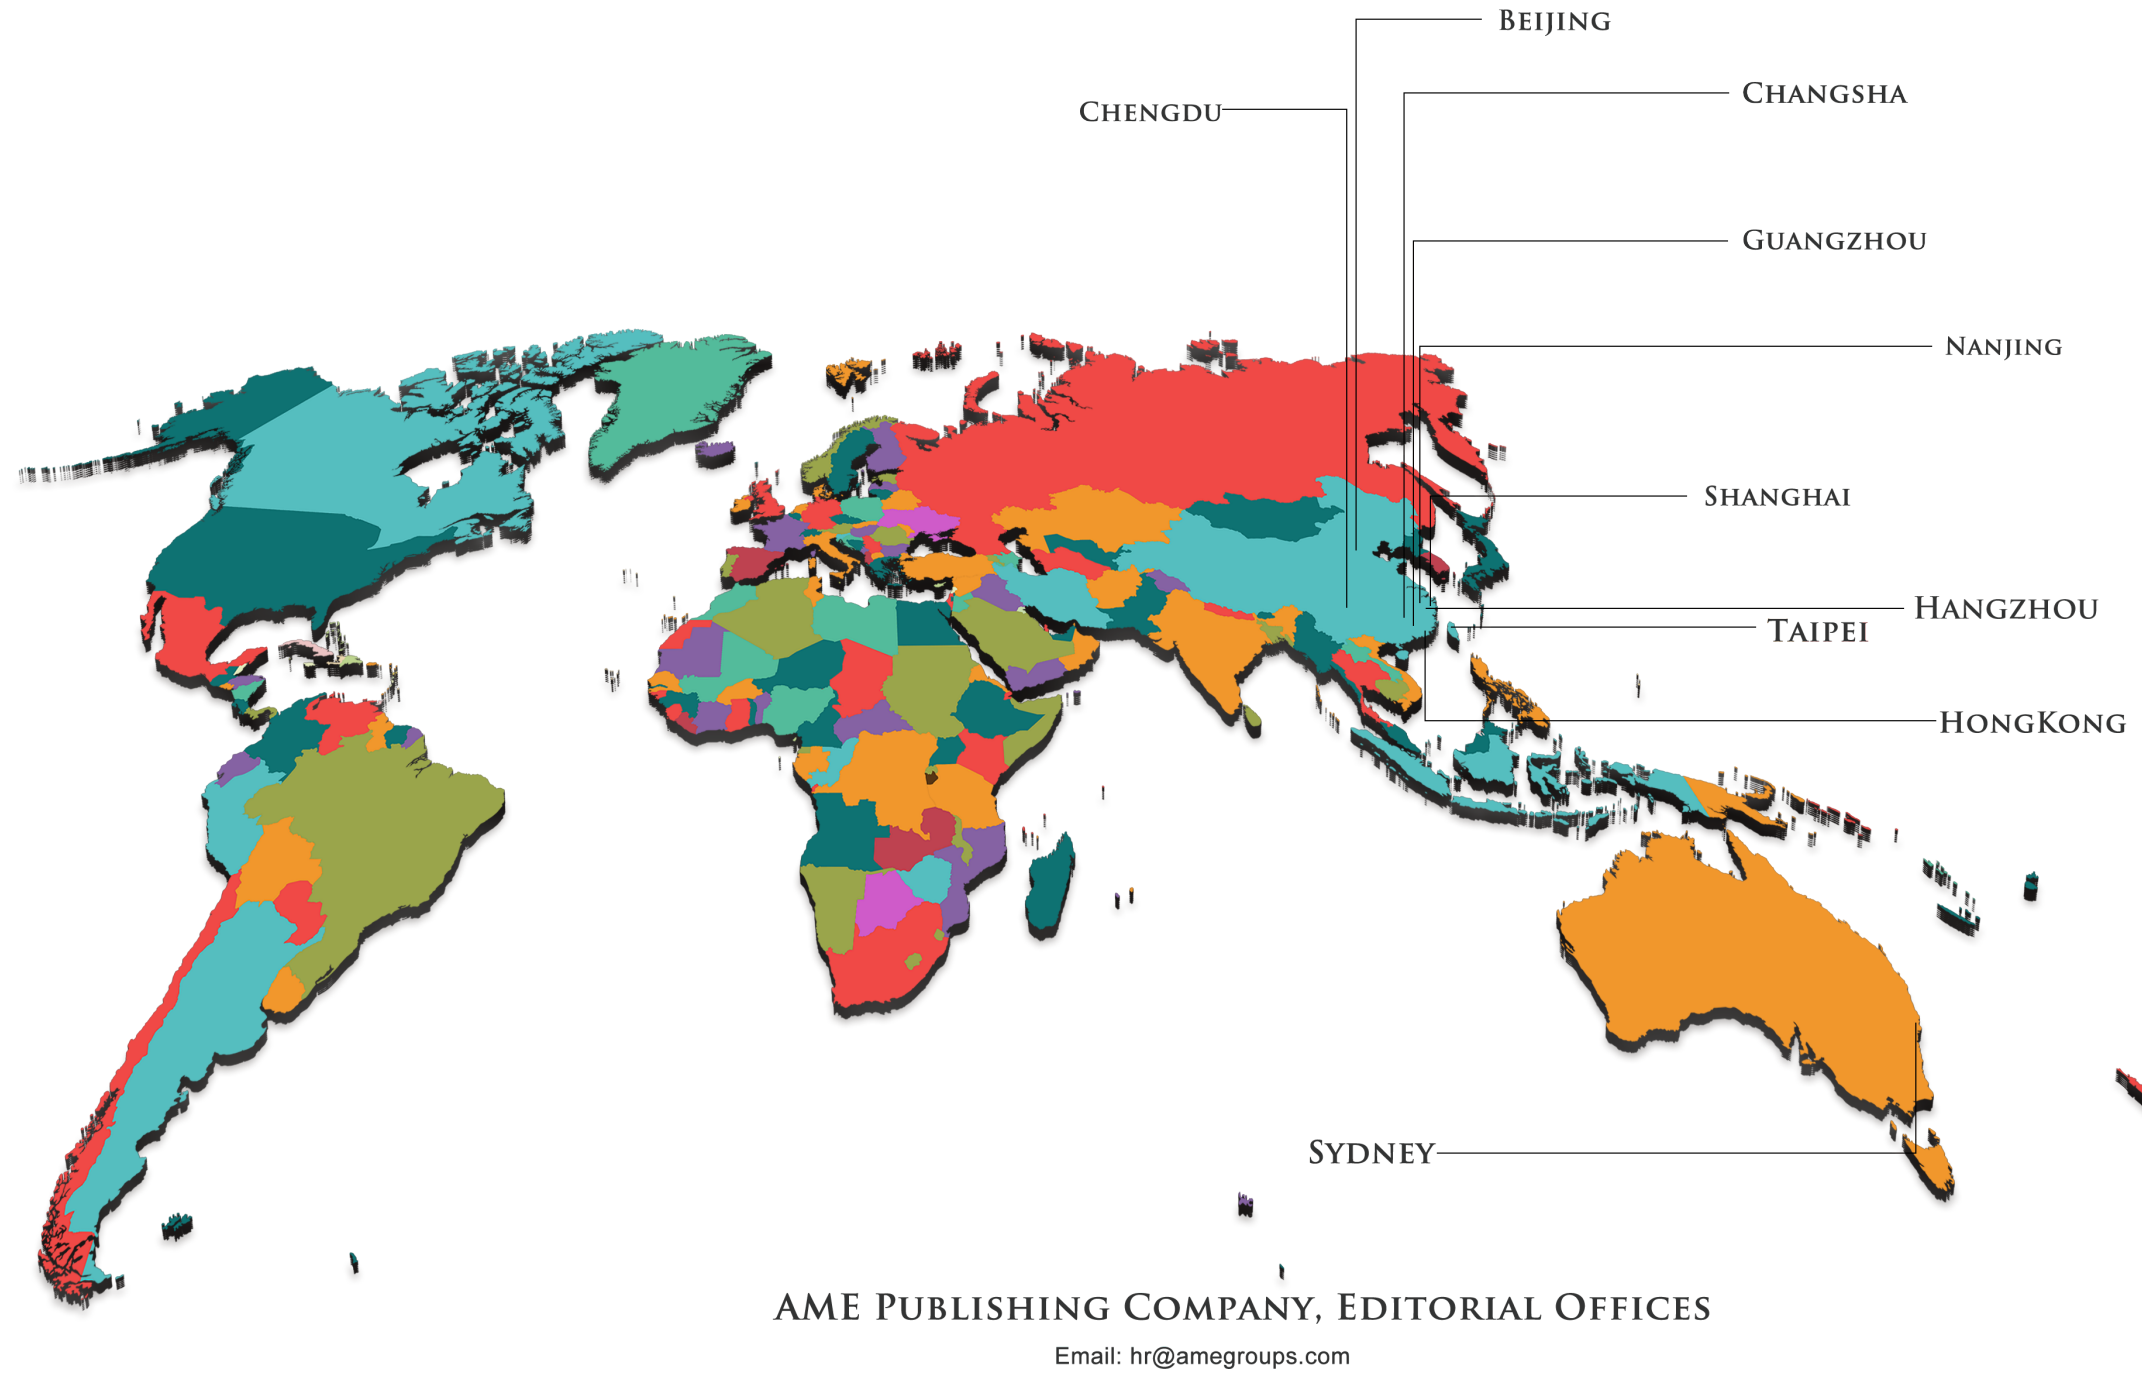 Beijing
Changsha
Chengdu
Guangzhou
Nanjing
Shanghai
Hangzhou
Taipei
HongKong
Sydney
AME Publishing Company, Editorial Offices
Email: hr@amegroups.com